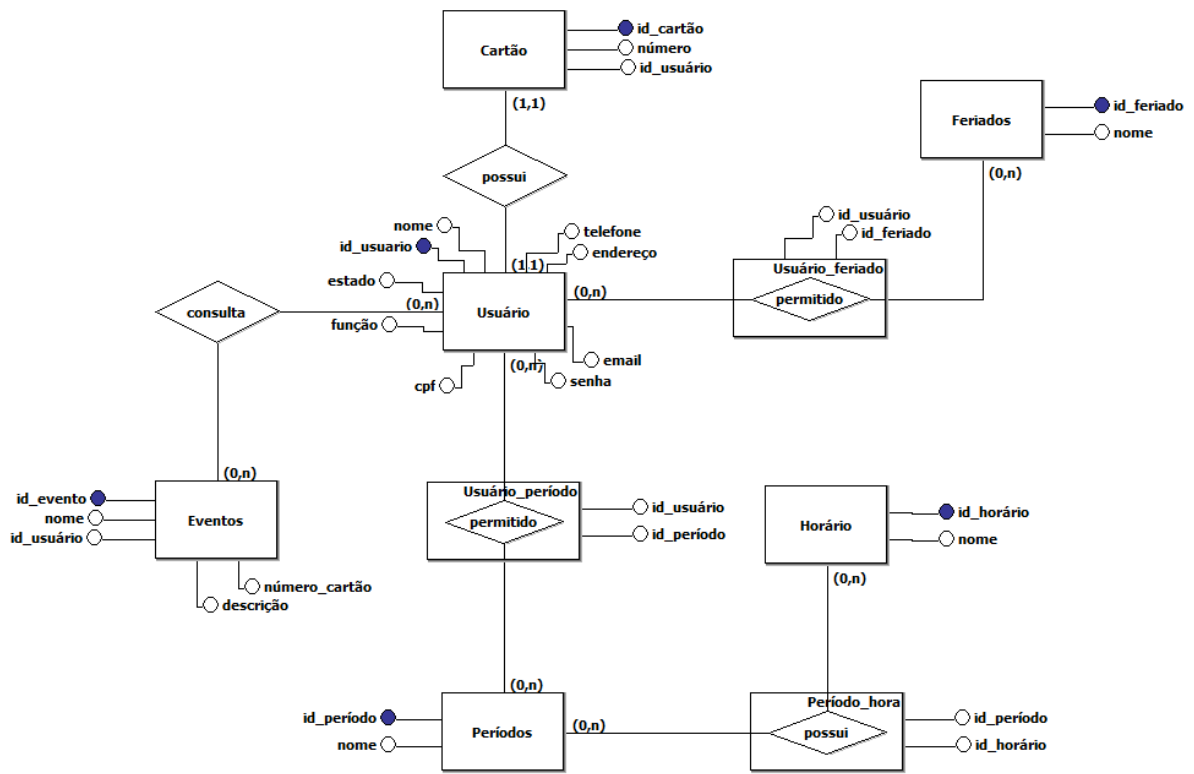 Cartão
id_cartão
número
id_usuário
(1,1)
possui
Feriados
id_feriado
nome
(0,n)
nome
id_usuario
estado
função
cpf
telefone
endereço
(1,1)
Usuário
(0,n)
(0,n)
(0,n)
email
senha
id_usuário
id_feriado
Usuário_feriado
permitido
consulta
(0,n)
id_evento
nome
id_usuário
Eventos
número_cartão
descrição
Usuário_período
permitido
id_usuário
id_período
Horário
id_horário
nome
(0,n)
(0,n)
id_período
nome
Períodos
(0,n)
Período_hora
possui
id_período
id_horário